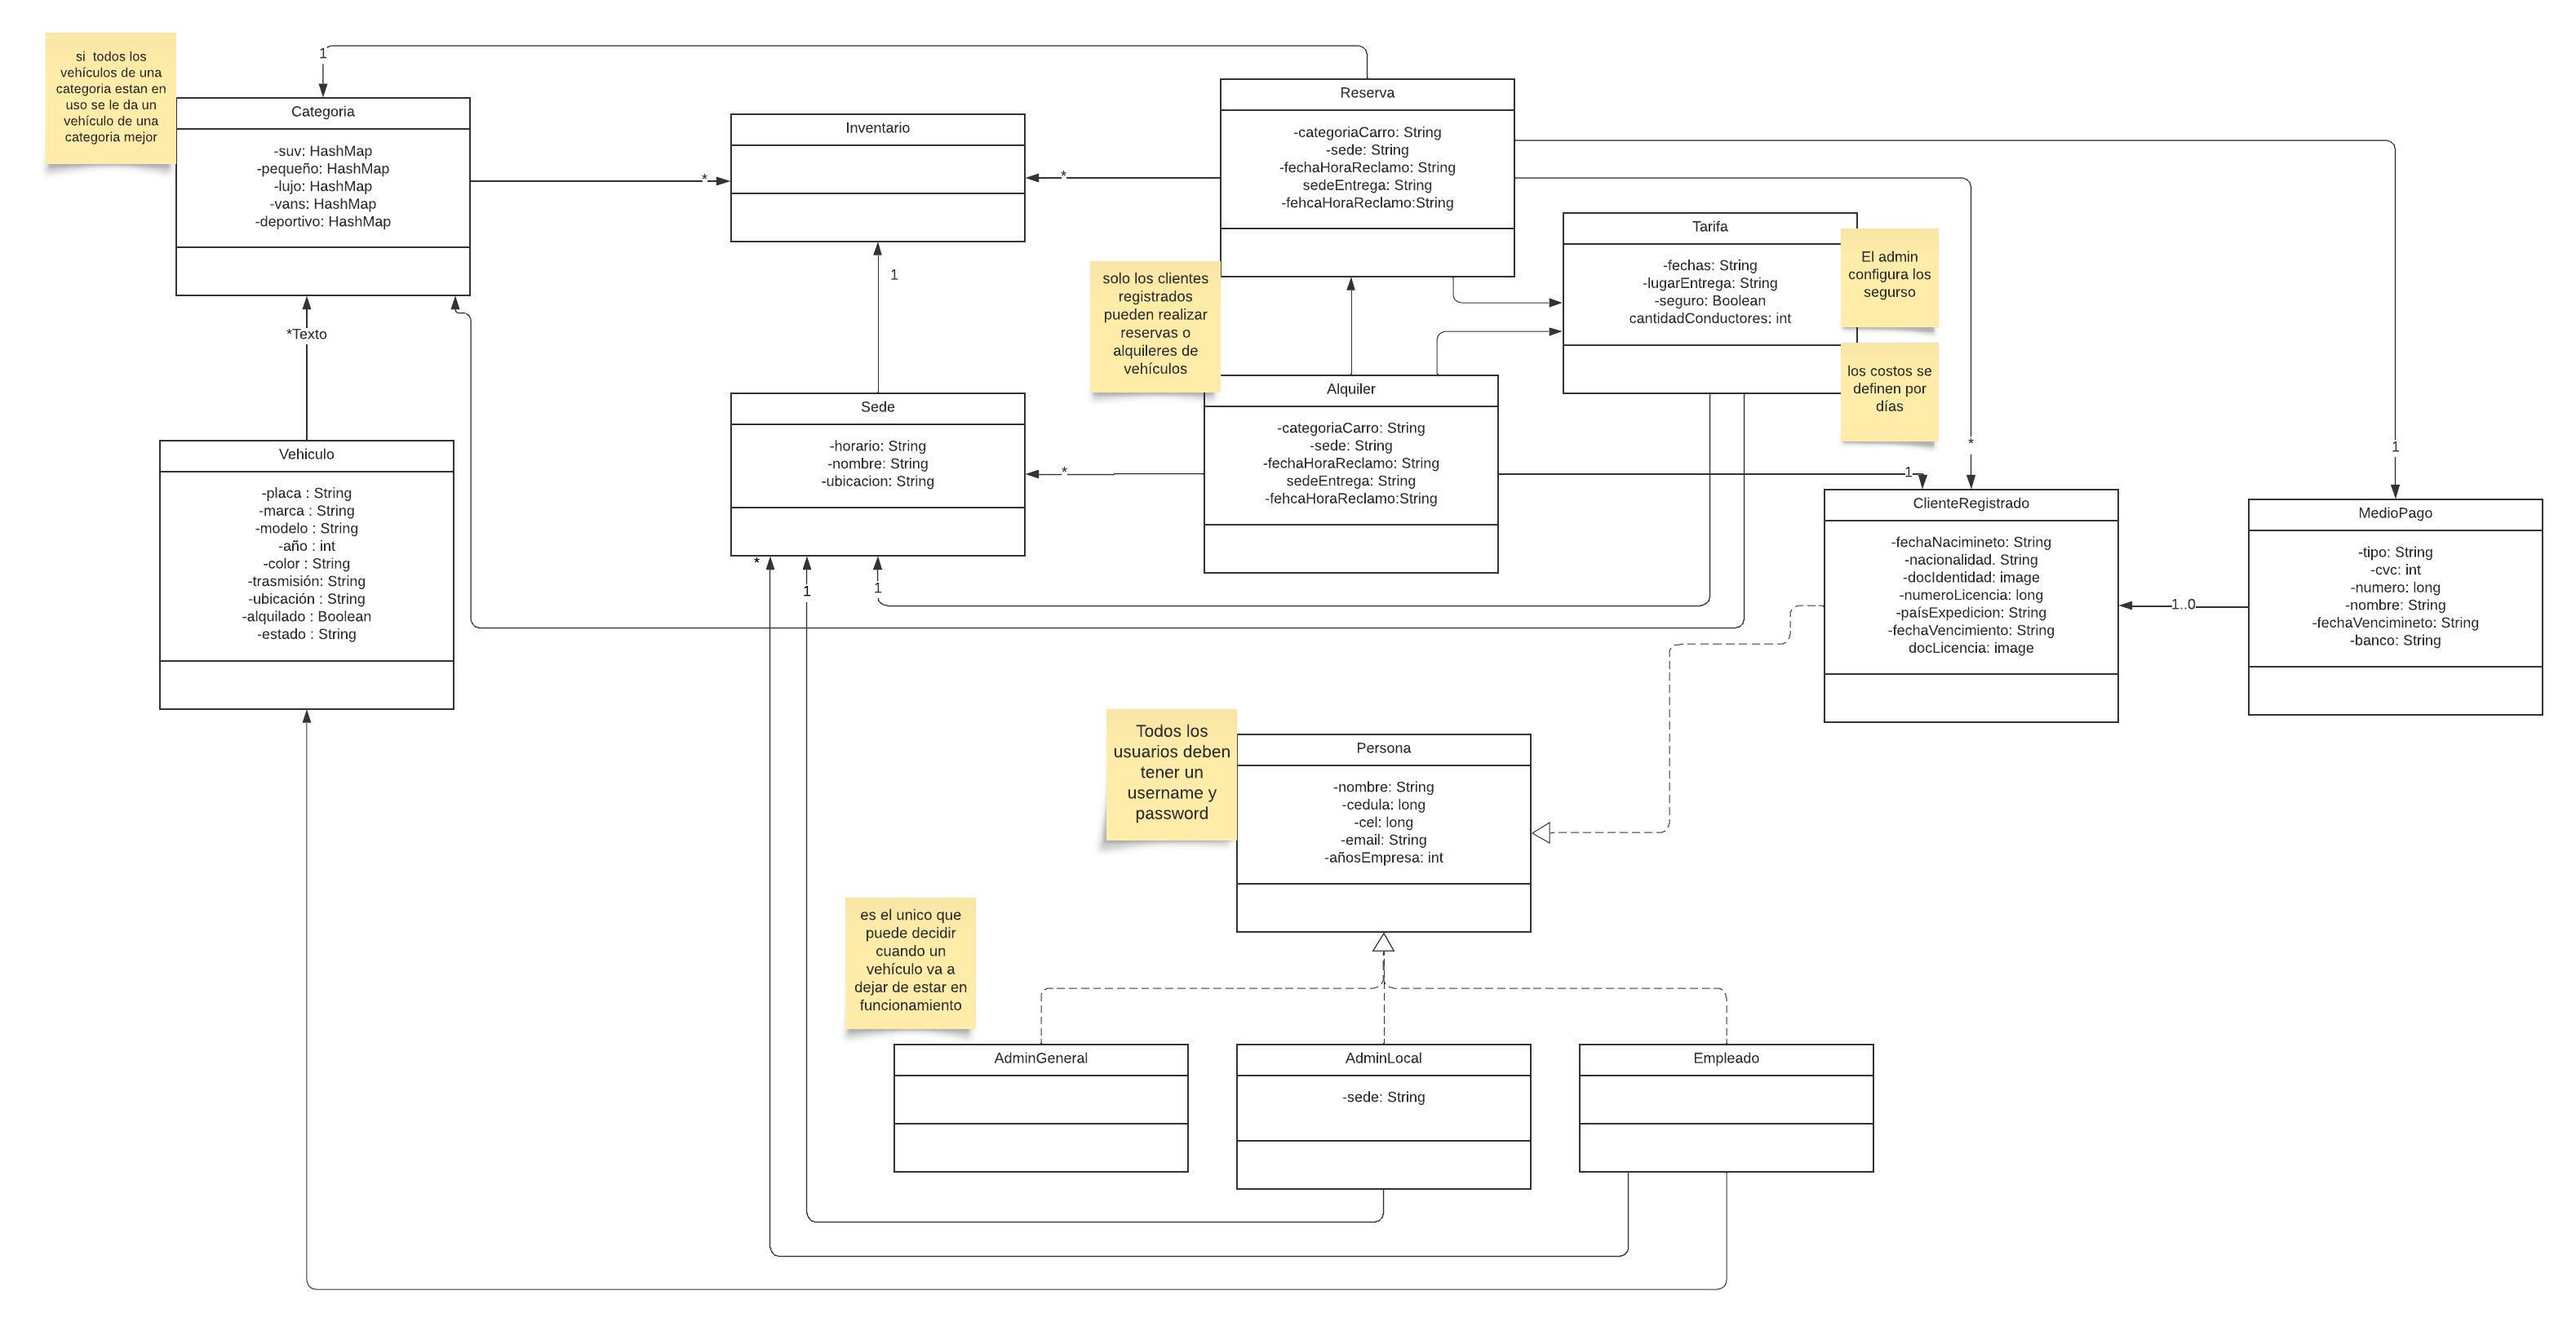 si  todos los
vehículos de una
categoria estan en
uso se le da un
vehículo de una
categoria mejor
1
Categoria
-suv: HashMap
-pequeño: HashMap
-lujo: HashMap
-vans: HashMap
-deportivo: HashMap
*
Inventario
*
Reserva
-categoriaCarro: String
-sede: String
-fechaHoraReclamo: String
sedeEntrega: String
-fehcaHoraReclamo:String
Tarifa
-fechas: String
-lugarEntrega: String
-seguro: Boolean
cantidadConductores: int
El admin
configura los
segurso
los costos se
definen por
días
solo los clientes
registrados
pueden realizar
reservas o
alquileres de
vehículos
1
*Texto
Vehiculo
-placa : String
-marca : String
-modelo : String
-año : int
-color : String
-trasmisión: String
-ubicación : String
-alquilado : Boolean
-estado : String
Sede
-horario: String
-nombre: String
-ubicacion: String
*
1
1
*
Alquiler
-categoriaCarro: String
-sede: String
-fechaHoraReclamo: String
sedeEntrega: String
-fehcaHoraReclamo:String
1
*
1
ClienteRegistrado
-fechaNacimineto: String
-nacionalidad. String
-docIdentidad: image
-numeroLicencia: long
-paísExpedicion: String
-fechaVencimiento: String
docLicencia: image
1..0
MedioPago
-tipo: String
-cvc: int
-numero: long
-nombre: String
-fechaVencimineto: String
-banco: String
Todos los
usuarios deben
tener un
username y
password
Persona
-nombre: String
-cedula: long
-cel: long
-email: String
-añosEmpresa: int
es el unico que
puede decidir
cuando un
vehículo va a
dejar de estar en
funcionamiento
AdminGeneral
AdminLocal
-sede: String
Empleado